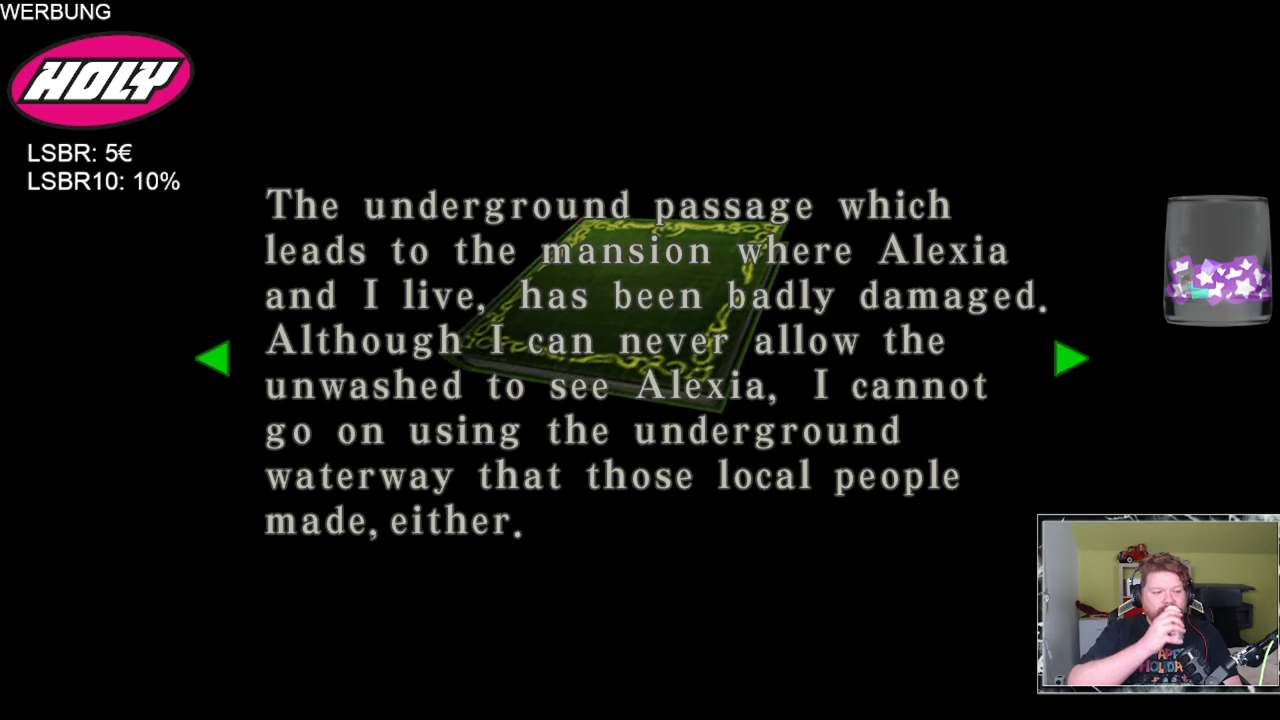 WERBUNG
HOLY
LSBR: 5€
LSBR10: 10%
The underground passage which
leads to the mansion where Alexia
and I live, has been badly damaged.
Although I can never allow the
unwashed to see Alexia, I cannot
go on using the underground
waterway that those local people
made, either.
HAPPY
HOLIDA